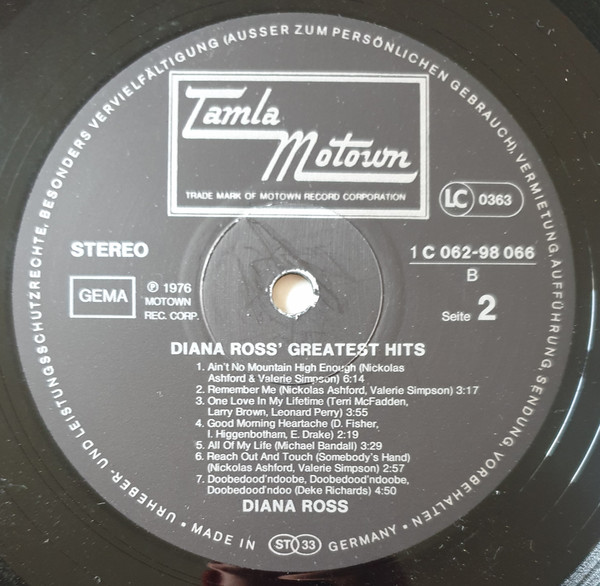 URHEBER- UND LEISTUNGSSCHUTZRECHTE, BESONDERS VERVIELFÄLTIGUNG (AUSSER ZUM PERSÖNLICHEN GEBRAUCH), VERMIETUNG, AUFFÜHRUNG, SENDUNG, VORBEHALTEN •
Tamla
Motown
TRADE MARK OF MOTOWN RECORD CORPORATION
LC 0363
STEREO
1 C 062-98 066
B
GEMA
℗ 1976
MOTOWN
REC. CORP.
Seite 2
DIANA ROSS' GREATEST HITS
1. Ain't No Mountain High Enough (Nickolas
Ashford & Valerie Simpson) 6:14
2. Remember Me (Nickolas Ashford, Valerie Simpson) 3:17
3. One Love In My Lifetime (Terri McFadden,
Larry Brown, Leonard Perry) 3:55
4. Good Morning Heartache (D. Fisher,
I. Higgenbotham, E. Drake) 2:19
5. All Of My Life (Michael Bandall) 3:29
6. Reach Out And Touch (Somebody's Hand)
(Nickolas Ashford, Valerie Simpson) 2:57
7. Doobedood'ndoobe, Doobedood'ndoobe,
Doobedood'ndoo (Deke Richards) 4:50
DIANA ROSS
• MADE IN ST 33 GERMANY •